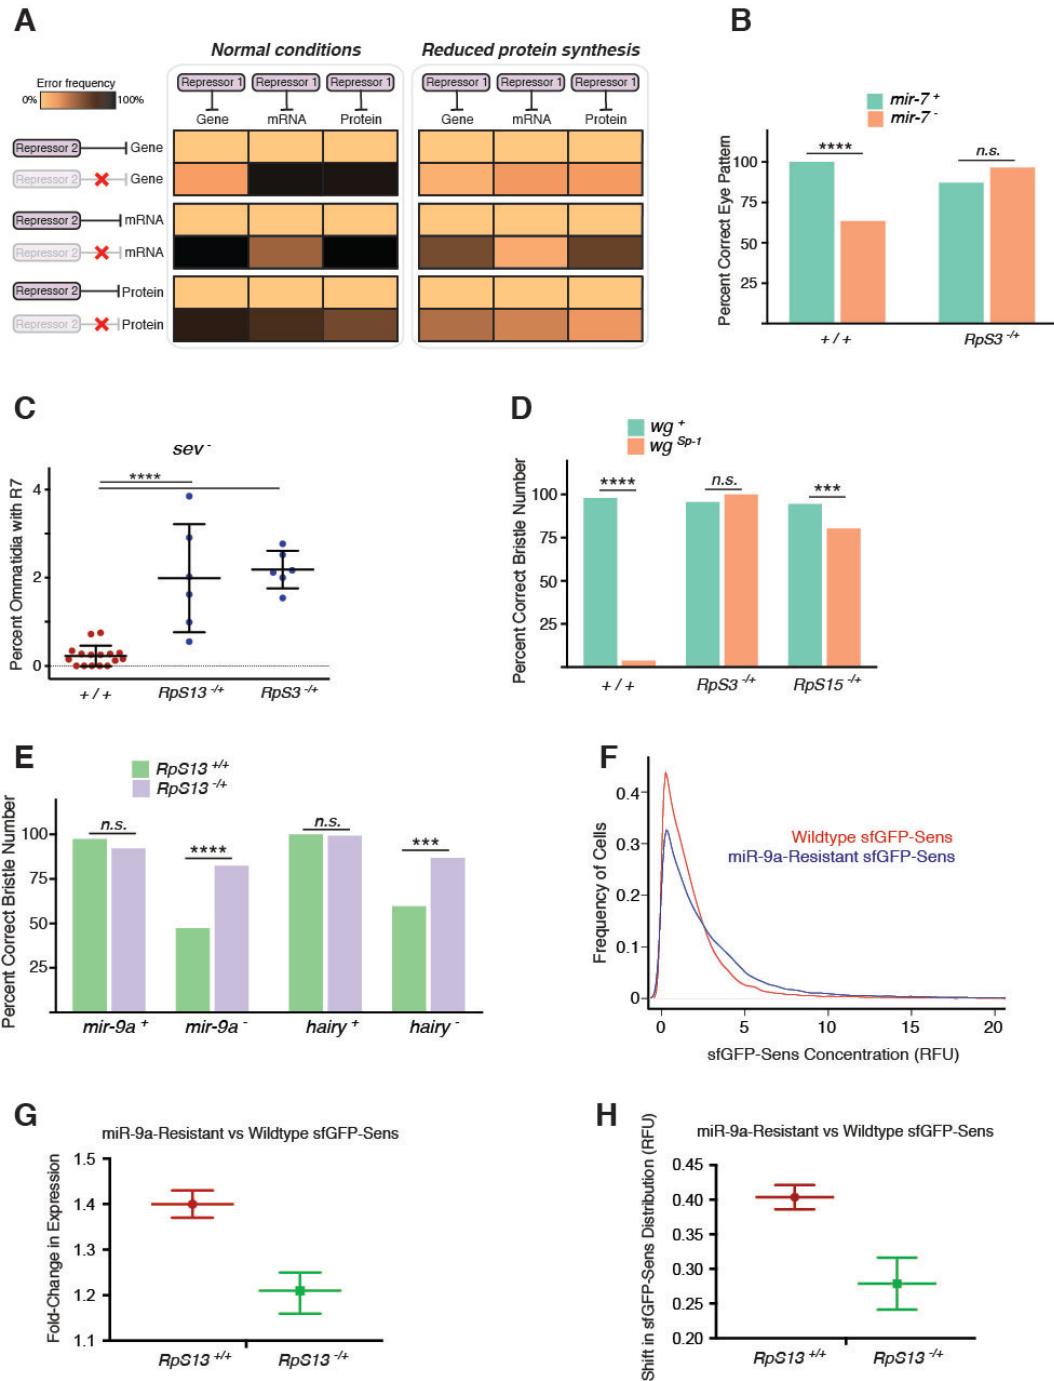 A
Normal conditions
Reduced protein synthesis
Error frequency
0%
100%
Repressor 1
Repressor 1
Repressor 1
Repressor 1
Repressor 1
Repressor 1
Gene
mRNA
Protein
Gene
mRNA
Protein
Repressor 2
Gene
Repressor 2
Gene
Repressor 2
mRNA
Repressor 2
mRNA
Repressor 2
Protein
Repressor 2
Protein
B
mir-7 +
mir-7 -
Percent Correct Eye Pattern
100
75
50
25
****
n.s.
+ / +
RpS3 -/+
C
sev -
Percent Ommatidia with R7
4
2
0
****
+ / +
RpS13 -/+
RpS3 -/+
D
wg +
wg Sp-1
Percent Correct Bristle Number
100
75
50
25
****
n.s.
***
+ / +
RpS3 -/+
RpS15 -/+
E
RpS13 +/+
RpS13 -/+
Percent Correct Bristle Number
100
75
50
25
n.s.
****
n.s.
***
mir-9a +
mir-9a -
hairy +
hairy -
F
Frequency of Cells
0.4
0.3
0.2
0.1
0
Wildtype sfGFP-Sens
miR-9a-Resistant sfGFP-Sens
0
5
10
15
20
sfGFP-Sens Concentration (RFU)
G
miR-9a-Resistant vs Wildtype sfGFP-Sens
Fold-Change in Expression
1.5
1.4
1.3
1.2
1.1
RpS13 +/+
RpS13 -/+
H
miR-9a-Resistant vs Wildtype sfGFP-Sens
Shift in sfGFP-Sens Distribution (RFU)
0.45
0.40
0.35
0.30
0.25
0.20
RpS13 +/+
RpS13 -/+